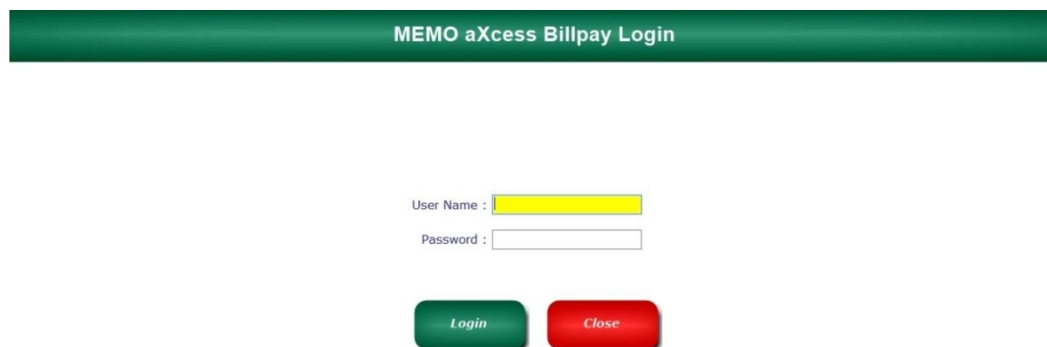 MEMO aXcess Billpay Login
User Name :
Password :
Login Close